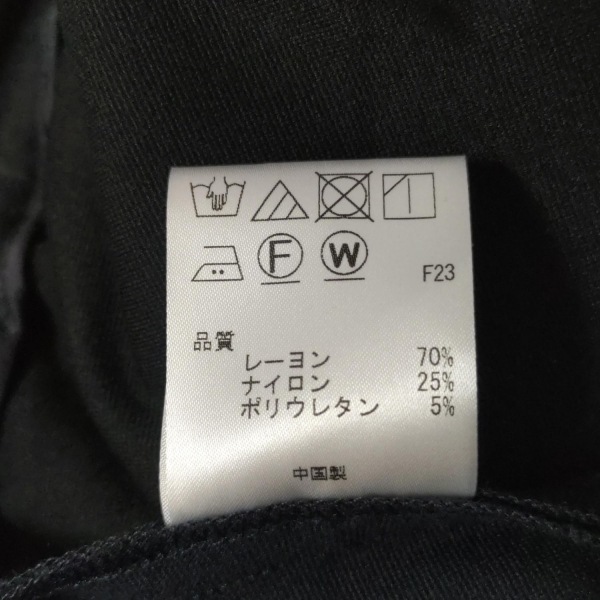 F W F23
品質
レーヨン 70%
ナイロン 25%
ポリウレタン 5%
中国製